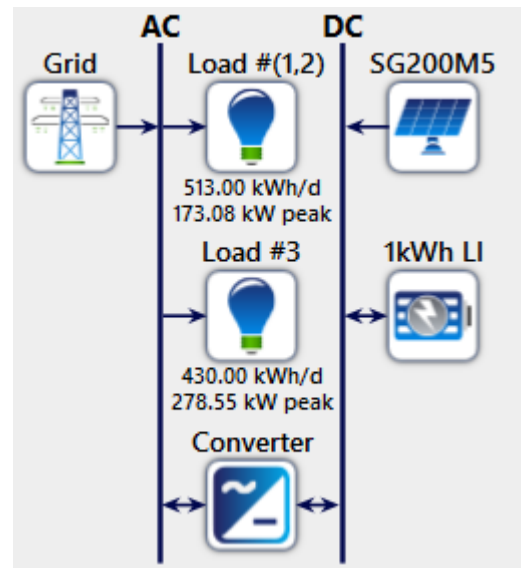 AC DC
Grid Load #(1,2) SG200M5
513.00 kWh/d
173.08 kW peak
Load #3 1kWh LI
430.00 kWh/d
278.55 kW peak
Converter